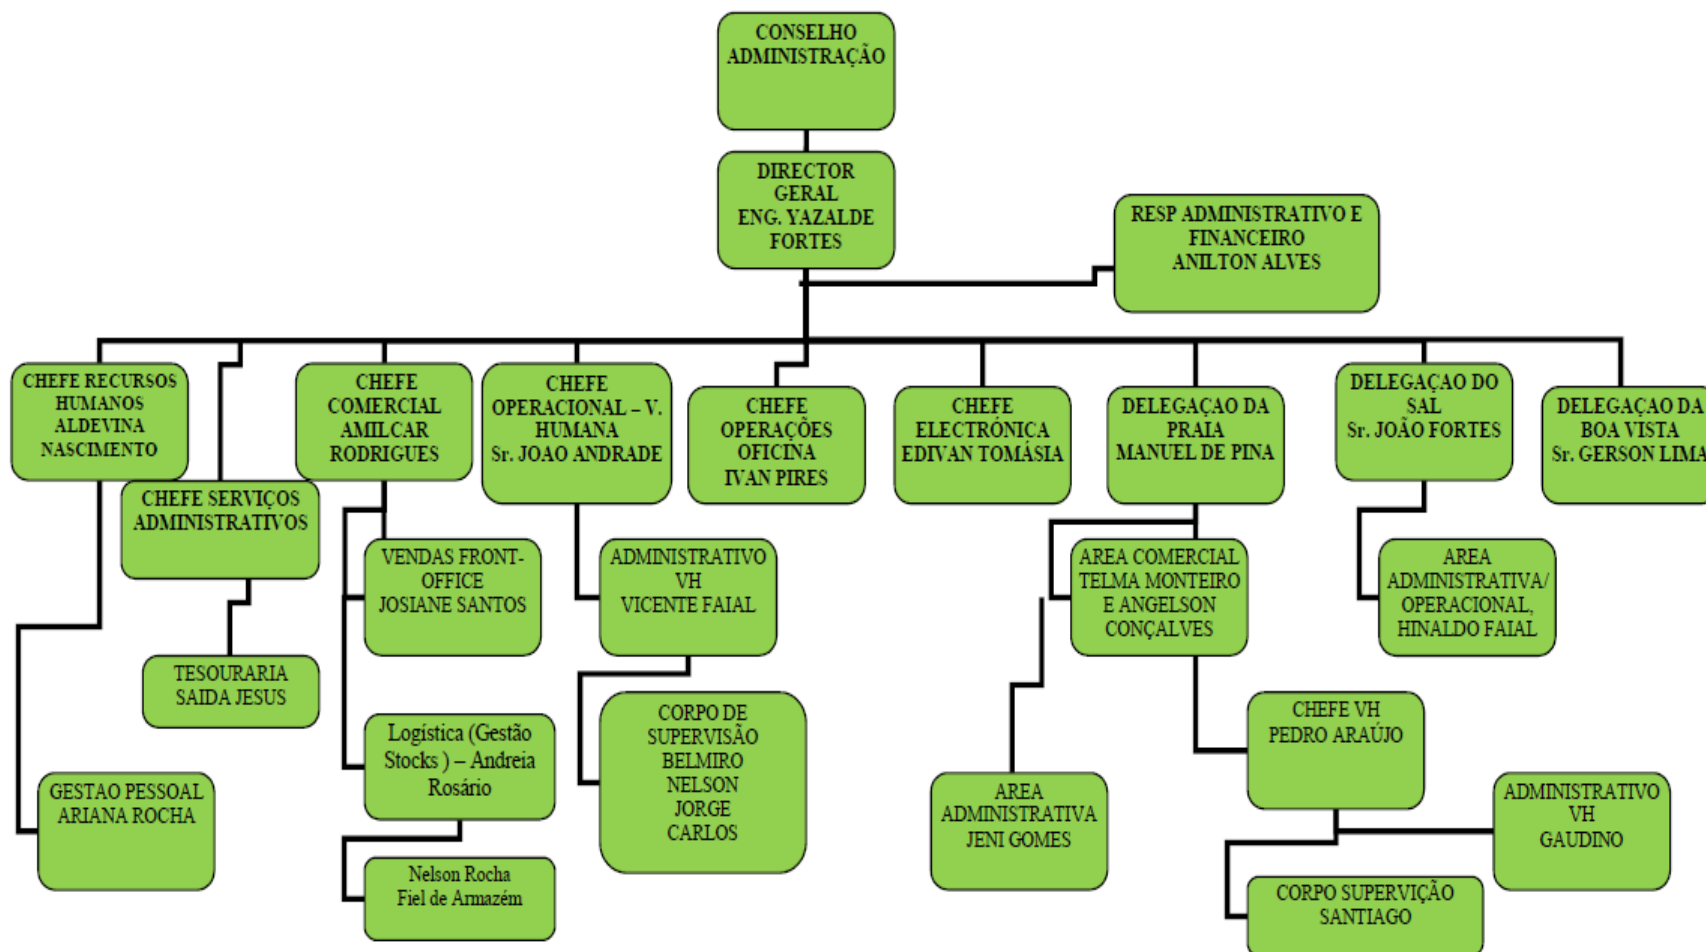 CONSELHO
ADMINISTRAÇÃO
DIRECTOR
GERAL
ENG. YAZALDE
FORTES
RESP ADMINISTRATIVO E
FINANCEIRO
ANILTON ALVES
CHEFE RECURSOS
HUMANOS
ALDEVINA
NASCIMENTO
CHEFE SERVIÇOS
ADMINISTRATIVOS
CHEFE
COMERCIAL
AMILCAR
RODRIGUES
CHEFE
OPERACIONAL – V.
HUMANA
Sr. JOAO ANDRADE
CHEFE
OPERAÇÕES
OFICINA
IVAN PIRES
CHEFE
ELECTRÓNICA
EDIVAN TOMÁSIA
DELEGAÇAO DA
PRAIA
MANUEL DE PINA
DELEGAÇAO DO
SAL
Sr. JOÃO FORTES
DELEGAÇAO DA
BOA VISTA
Sr. GERSON LIMA
VENDAS FRONT-
OFFICE
JOSIANE SANTOS
ADMINISTRATIVO
VH
VICENTE FAIAL
AREA COMERCIAL
TELMA MONTEIRO
E ANGELSON
CONÇALVES
AREA
ADMINISTRATIVA/
OPERACIONAL,
HINALDO FAIAL
TESOURARIA
SAIDA JESUS
Logística (Gestão
Stocks ) – Andreia
Rosário
CORPO DE
SUPERVISÃO
BELMIRO
NELSON
JORGE
CARLOS
CHEFE VH
PEDRO ARAÚJO
GESTAO PESSOAL
ARIANA ROCHA
AREA
ADMINISTRATIVA
JENI GOMES
ADMINISTRATIVO
VH
GAUDINO
Nelson Rocha
Fiel de Armazém
CORPO SUPERVIÇÃO
SANTIAGO